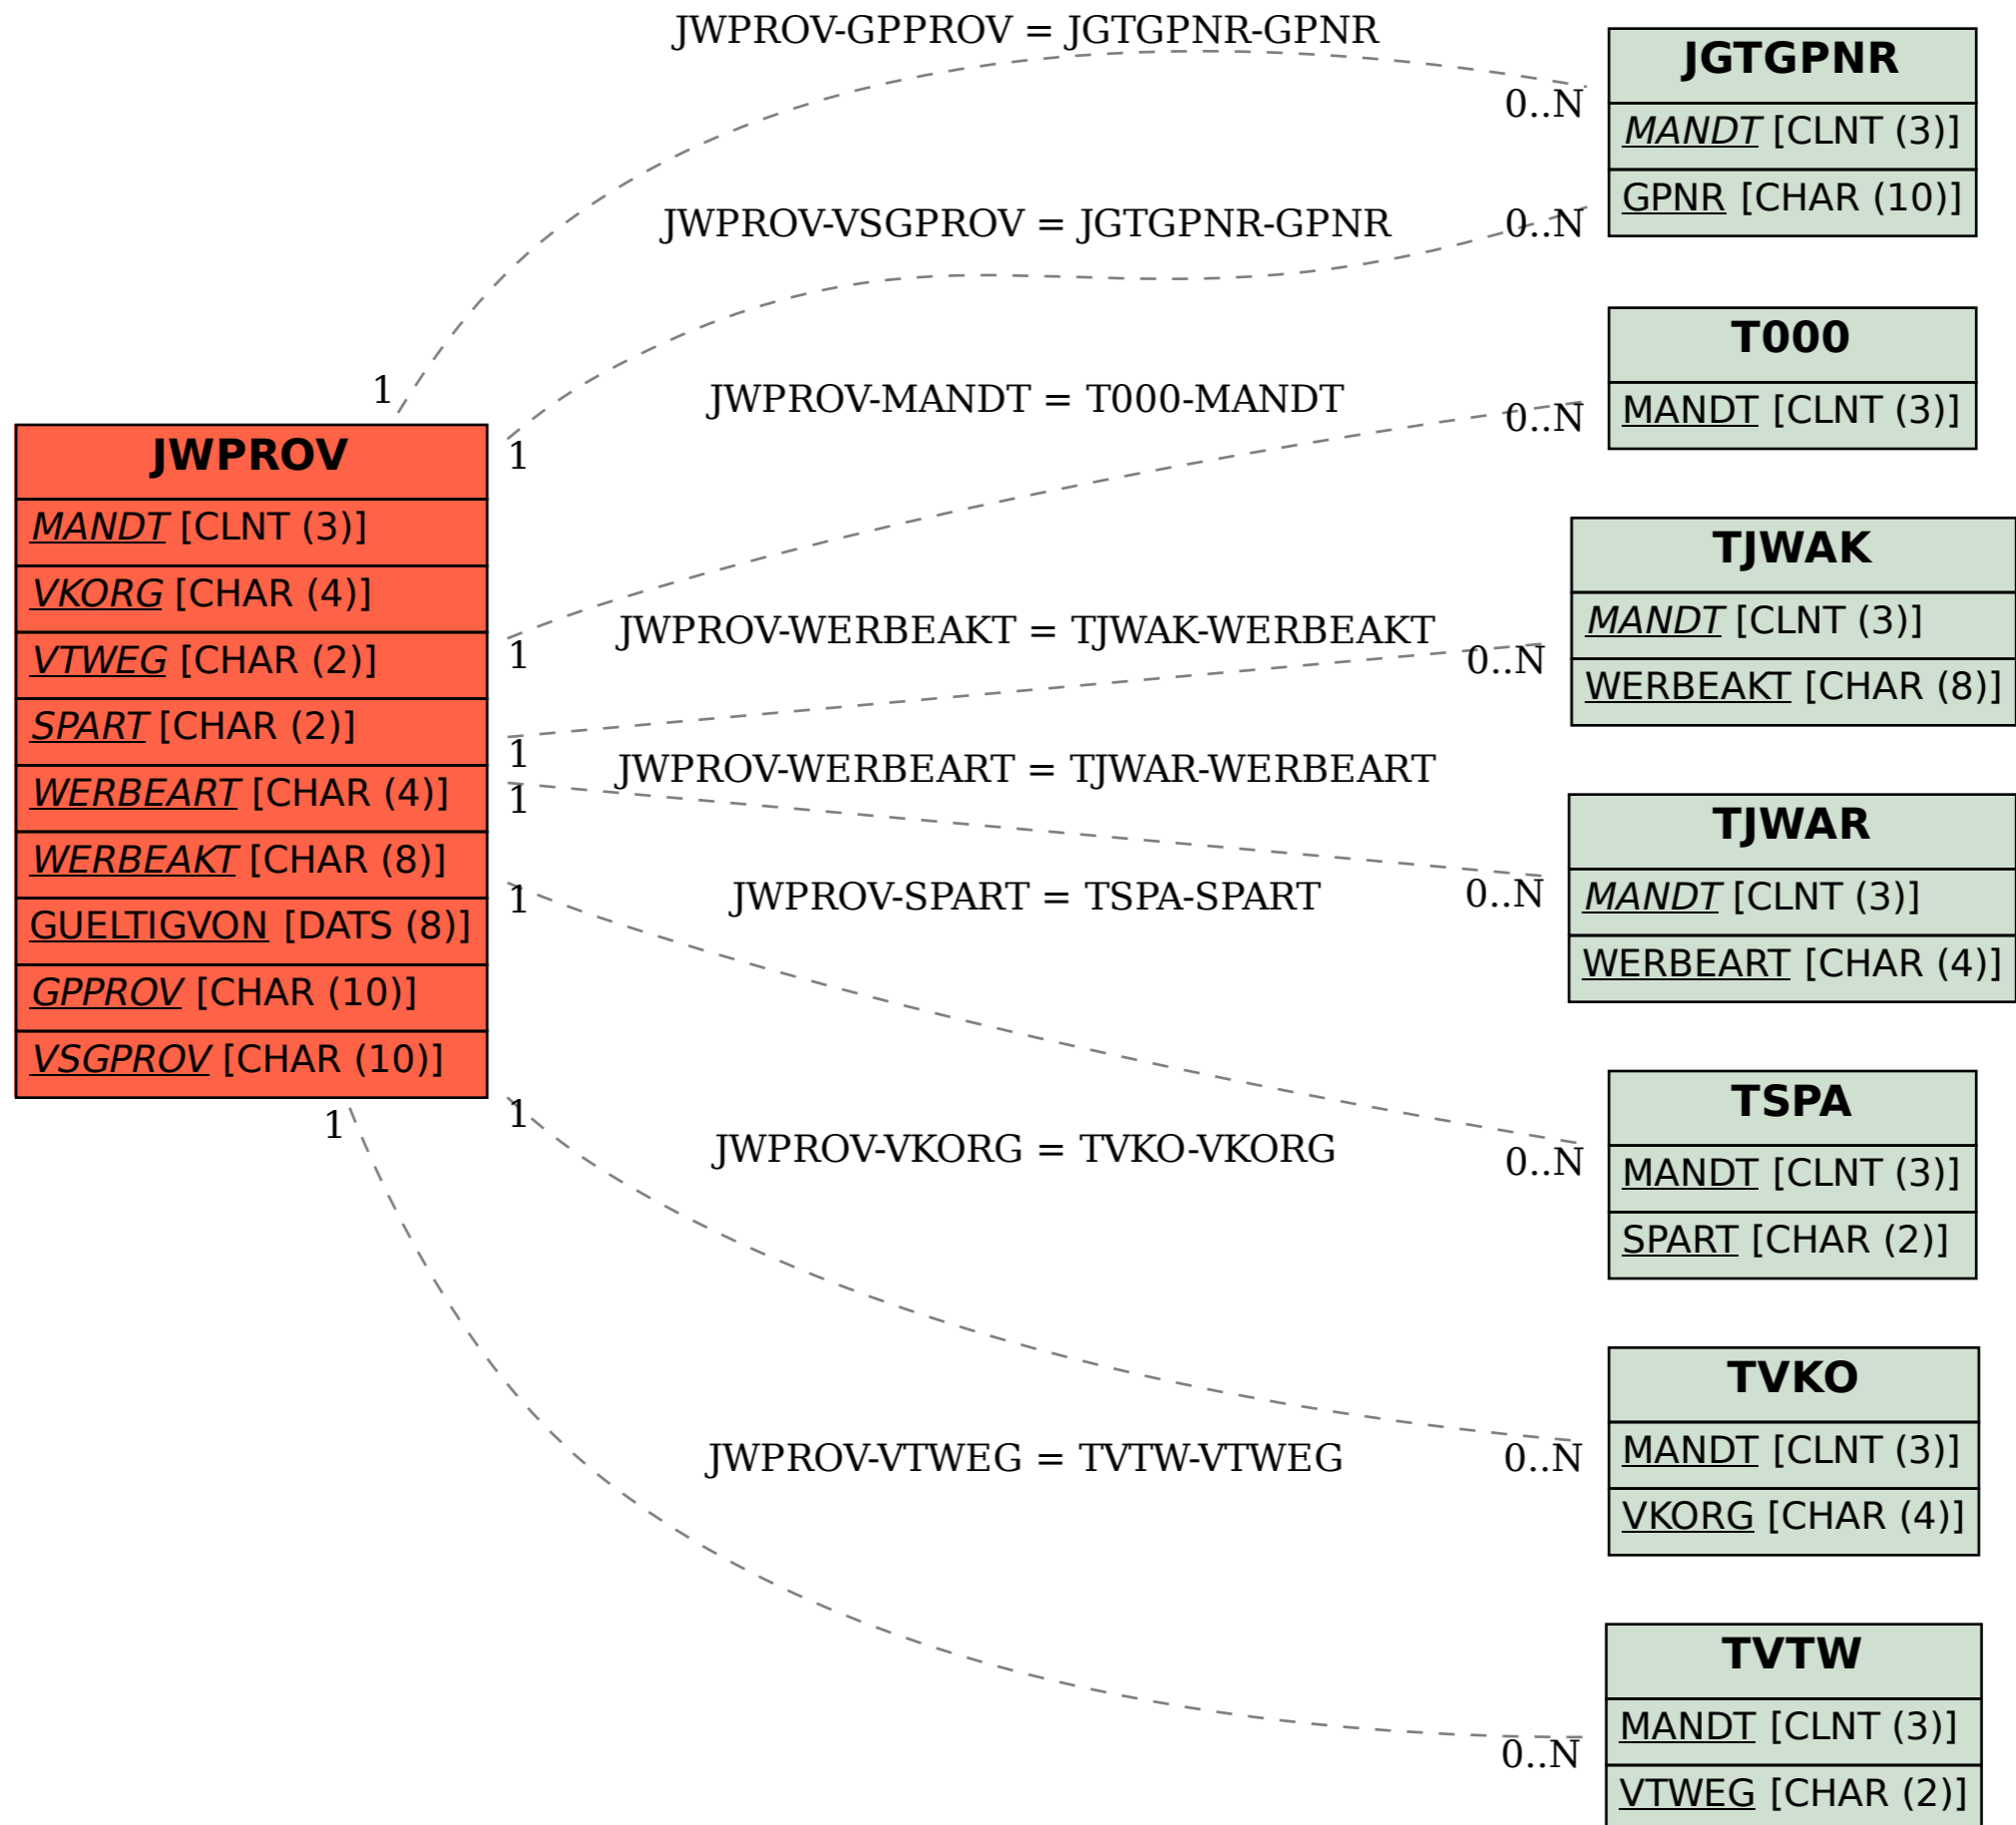 JWPROV-GPPROV = JGTGPNR-GPNR
JGTGPNR
0..N
MANDT [CLNT (3)]
GPNR [CHAR (10)]
JWPROV-VSGPROV = JGTGPNR-GPNR
0..N
T000
MANDT [CLNT (3)]
JWPROV-MANDT = T000-MANDT
0..N
1
1
JWPROV
MANDT [CLNT (3)]
VKORG [CHAR (4)]
VTWEG [CHAR (2)]
SPART [CHAR (2)]
WERBEART [CHAR (4)]
WERBEAKT [CHAR (8)]
GUELTIGVON [DATS (8)]
GPPROV [CHAR (10)]
VSGPROV [CHAR (10)]
1
JWPROV-WERBEAKT = TJWAK-WERBEAKT
0..N
TJWAK
MANDT [CLNT (3)]
WERBEAKT [CHAR (8)]
1
JWPROV-WERBEART = TJWAR-WERBEART
1
0..N
TJWAR
MANDT [CLNT (3)]
WERBEART [CHAR (4)]
1
JWPROV-SPART = TSPA-SPART
0..N
TSPA
MANDT [CLNT (3)]
SPART [CHAR (2)]
1
JWPROV-VKORG = TVKO-VKORG
0..N
TVKO
MANDT [CLNT (3)]
VKORG [CHAR (4)]
1
JWPROV-VTWEG = TVTW-VTWEG
0..N
TVTW
MANDT [CLNT (3)]
VTWEG [CHAR (2)]